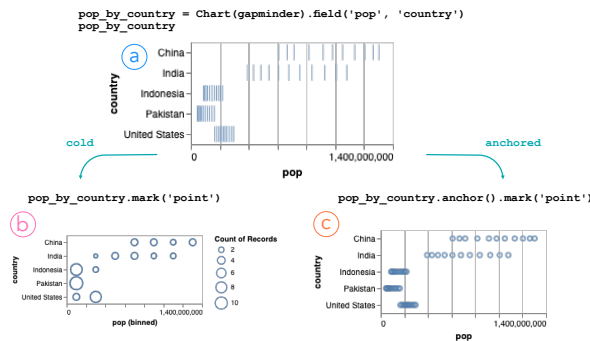 pop_by_country = Chart(gapminder).field('pop', 'country')
pop_by_country
a
country
China
India
Indonesia
Pakistan
United States
0
1,400,000,000
pop
cold
anchored
pop_by_country.mark('point')
pop_by_country.anchor().mark('point')
b
country
China
India
Indonesia
Pakistan
United States
0
1,400,000,000
pop (binned)
Count of Records
2
4
6
8
10
c
country
China
India
Indonesia
Pakistan
United States
0
1,400,000,000
pop